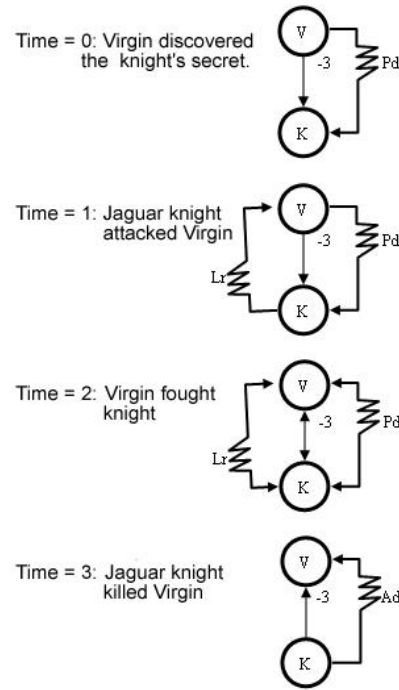 Time = 0: Virgin discovered
the knight's secret.
V
-3
Pd
K
Time = 1: Jaguar knight
attacked Virgin
V
-3
Pd
Lr
K
Time = 2: Virgin fought
knight
V
-3
Pd
Lr
K
Time = 3: Jaguar knight
killed Virgin
V
-3
Ad
K